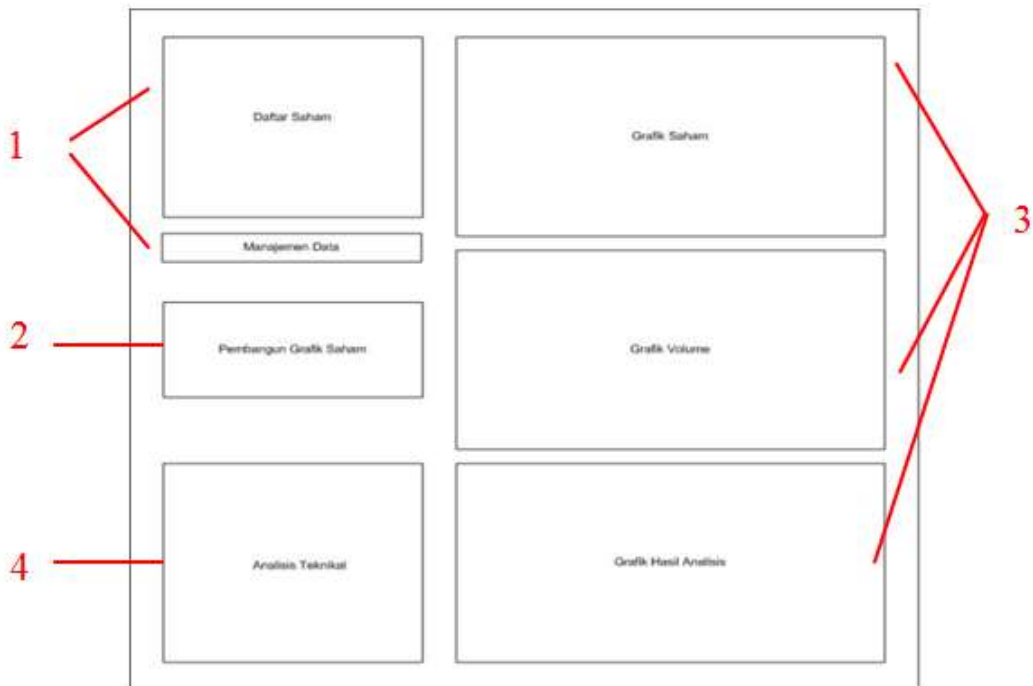 1
Daftar Saham
Grafik Saham
3
Manajemen Data
2
Pembangun Grafik Saham
Grafik Volume
4
Analisis Teknikal
Grafik Hasil Analisis